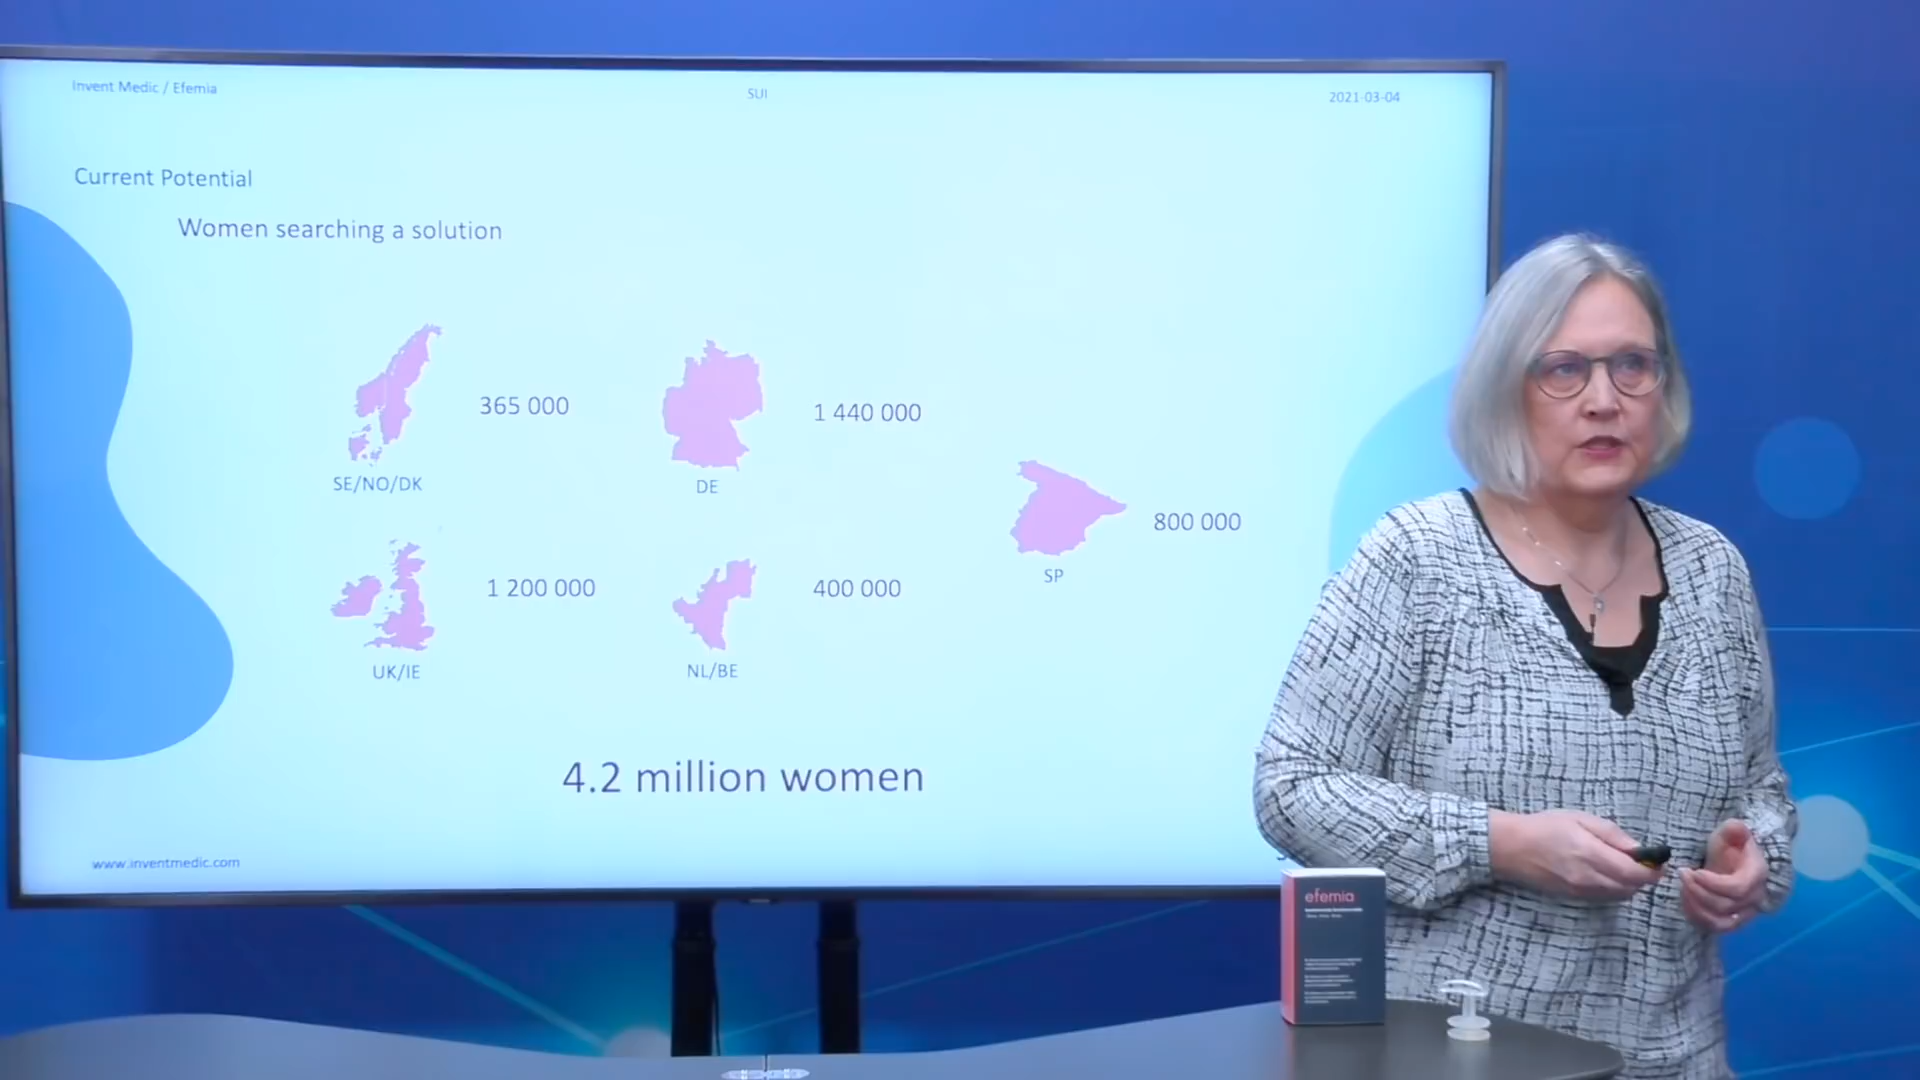 Invent Medic / Efemia
SUI
2021-03-04
Current Potential
Women searching a solution
365 000
SE/NO/DK
1 440 000
DE
800 000
SP
1 200 000
UK/IE
400 000
NL/BE
4.2 million women
www.inventmedic.com
efemia